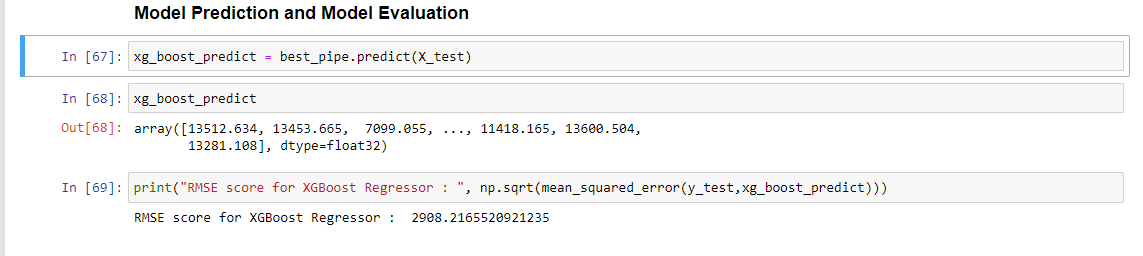 Model Prediction and Model Evaluation
In [67]: xg_boost_predict = best_pipe.predict(X_test)
In [68]: xg_boost_predict
Out[68]: array([13512.634, 13453.665,  7099.055, ..., 11418.165, 13600.504,
13281.108], dtype=float32)
In [69]: print("RMSE score for XGBoost Regressor : ", np.sqrt(mean_squared_error(y_test,xg_boost_predict)))
RMSE score for XGBoost Regressor :  2908.2165520921235